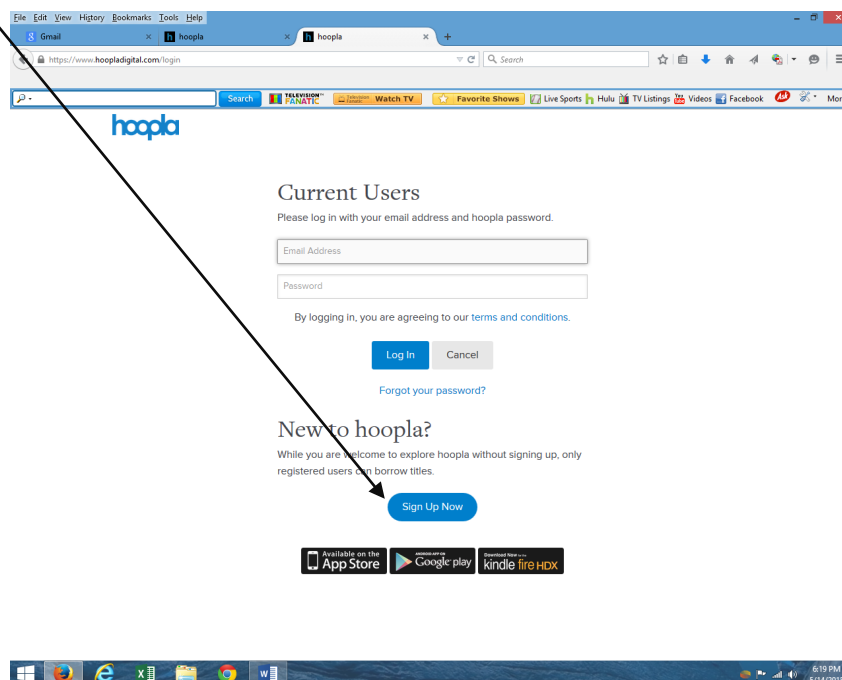 File Edit View History Bookmarks Tools Help
Gmail hoopla hoopla
https://www.hoopladigital.com/login Search
Search TELEVISION FANATIC Watch TV Favorite Shows Live Sports Hulu TV Listings Videos Facebook Ask Mor
hoopla
Current Users
Please log in with your email address and hoopla password.
Email Address
Password
By logging in, you are agreeing to our terms and conditions.
Log In Cancel
Forgot your password?
New to hoopla?
While you are welcome to explore hoopla without signing up, only
registered users can borrow titles.
Sign Up Now
Available on the App Store
ANDROID APP ON Google play
Download Now kindle fire HDX
6:19 PM